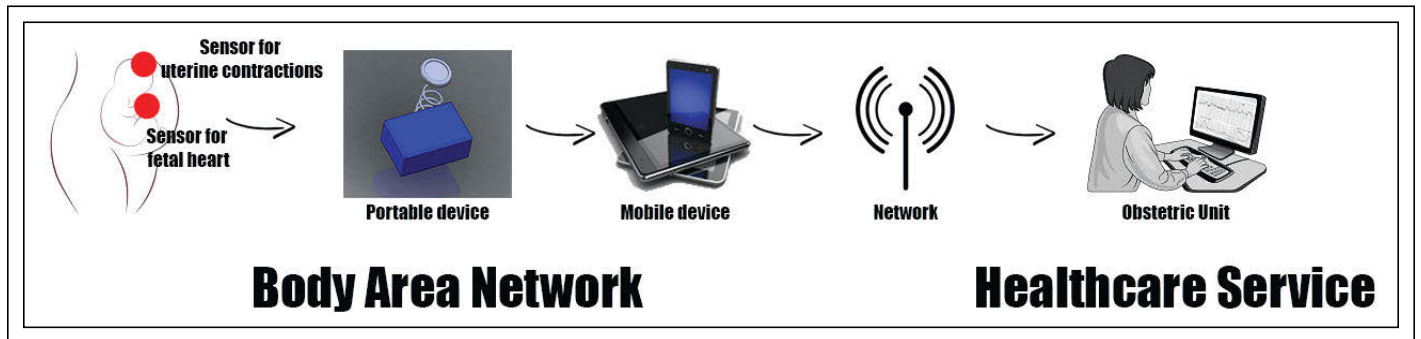 Sensor for
uterine contractions
Sensor for
fetal heart
Portable device
Mobile device
Network
Obstetric Unit
Body Area Network
Healthcare Service